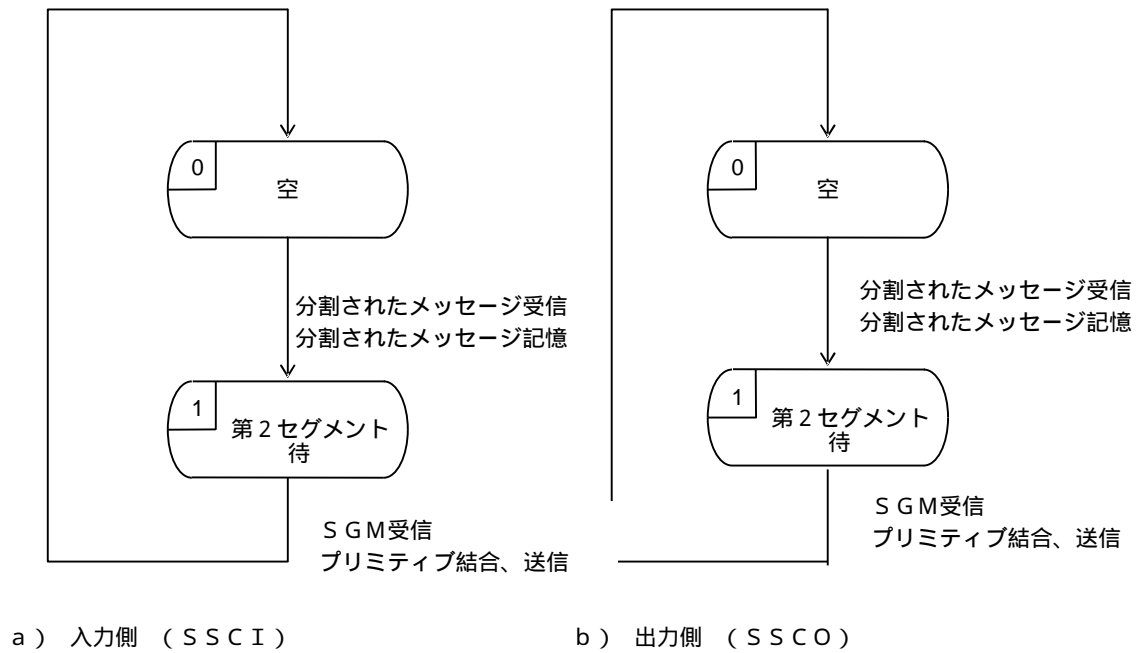 0
空
分割されたメッセージ受信
分割されたメッセージ記憶
1
第２セグメント
待
ＳＧＭ受信
プリミティブ結合、送信
a） 入力側 （ＳＳＣＩ）
0
空
分割されたメッセージ受信
分割されたメッセージ記憶
1
第２セグメント
待
ＳＧＭ受信
プリミティブ結合、送信
b） 出力側 （ＳＳＣＯ）